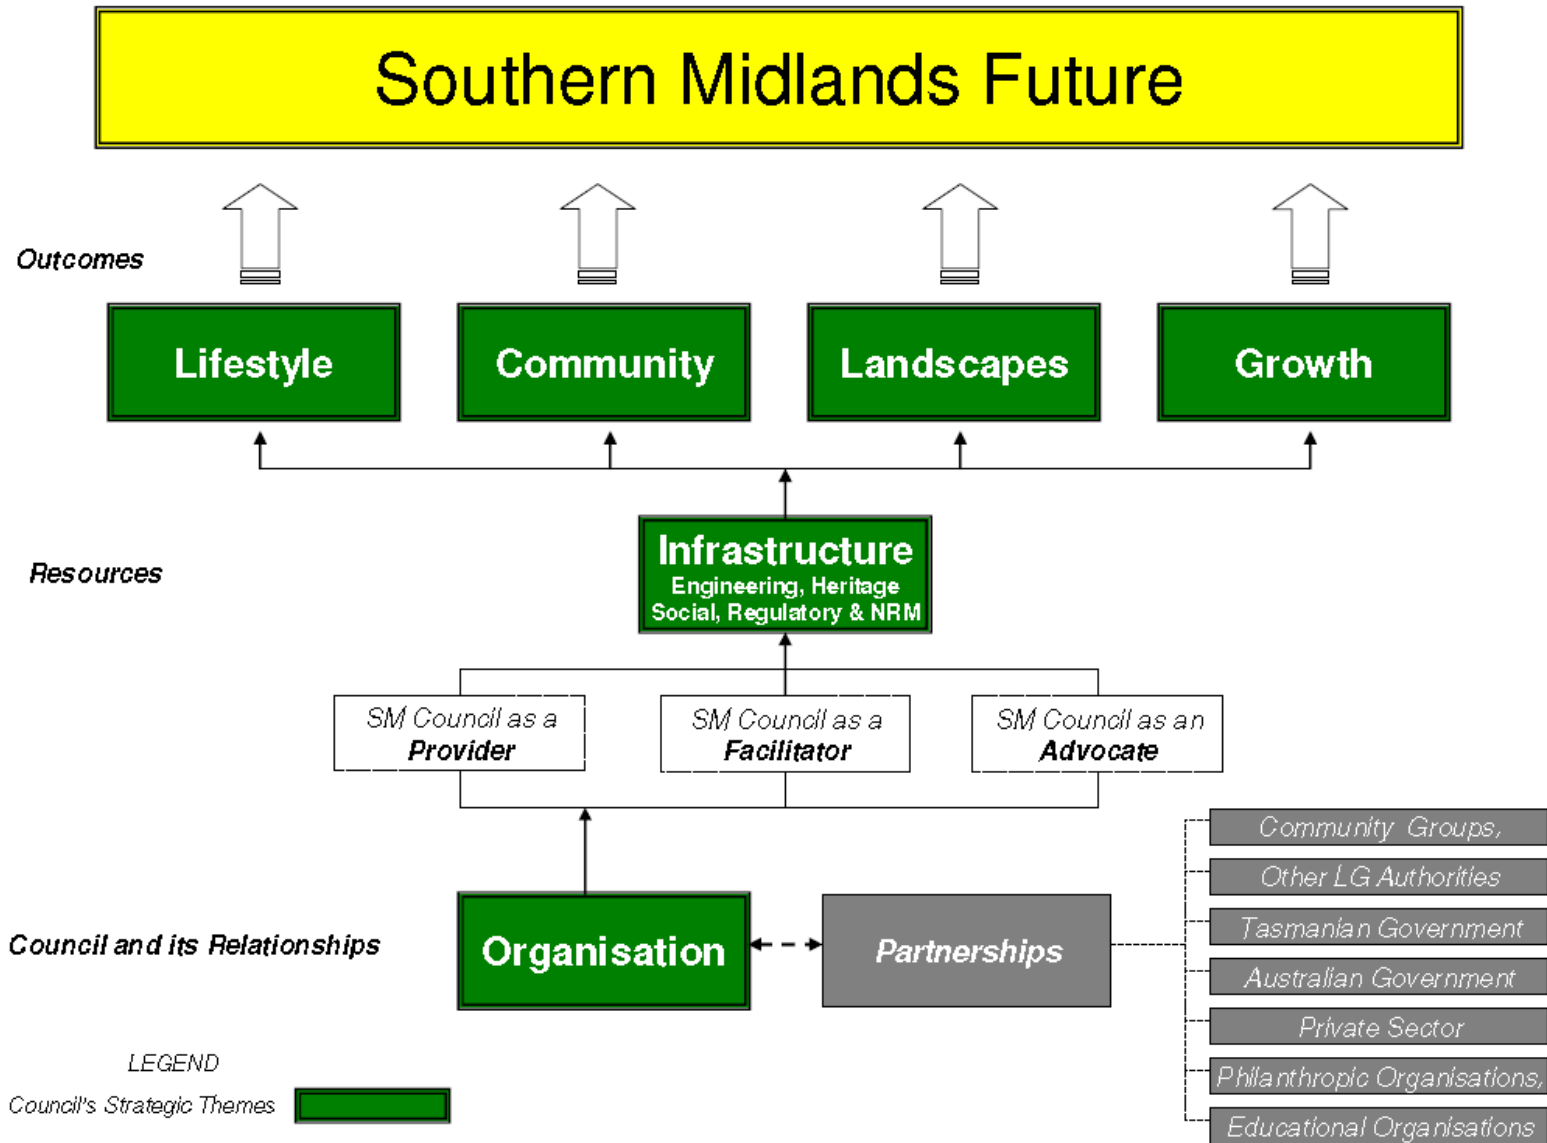 Southern Midlands Future
Outcomes
Lifestyle
Community
Landscapes
Growth
Resources
Infrastructure
Engineering, Heritage
Social, Regulatory & NRM
SM Council as a
Provider
SM Council as a
Facilitator
SM Council as an
Advocate
Council and its Relationships
Organisation
Partnerships
Community Groups,
Other LG Authorities
Tasmanian Government
Australian Government
Private Sector
Philanthropic Organisations,
Educational Organisations
LEGEND
Council's Strategic Themes